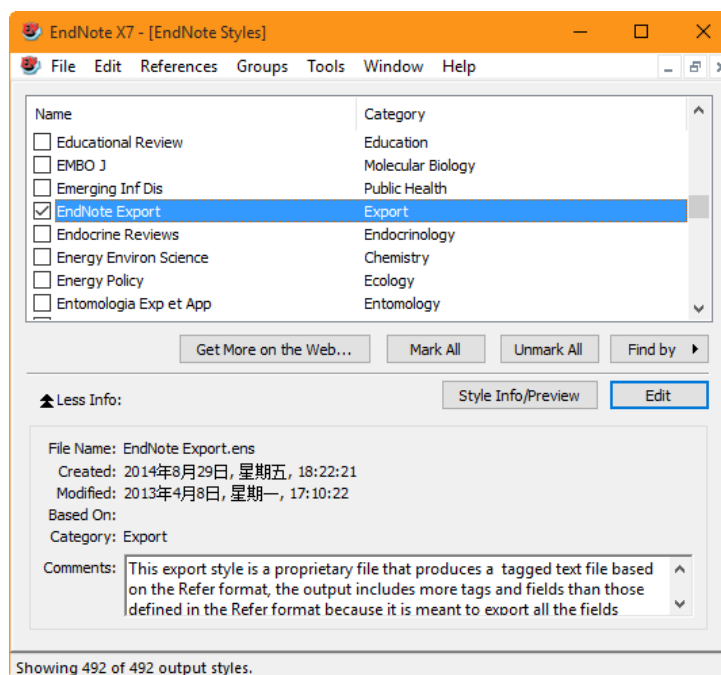 EndNote X7 - [EndNote Styles]
File Edit References Groups Tools Window Help
Name Category
Educational Review Education
EMBO J Molecular Biology
Emerging Inf Dis Public Health
EndNote Export Export
Endocrine Reviews Endocrinology
Energy Environ Science Chemistry
Energy Policy Ecology
Entomologia Exp et App Entomology
Get More on the Web... Mark All Unmark All Find by
Less Info: Style Info/Preview Edit
File Name: EndNote Export.ens
Created: 2014年8月29日, 星期五, 18:22:21
Modified: 2013年4月8日, 星期一, 17:10:22
Based On:
Category: Export
Comments: This export style is a proprietary file that produces a tagged text file based
on the Refer format, the output includes more tags and fields than those
defined in the Refer format because it is meant to export all the fields
Showing 492 of 492 output styles.